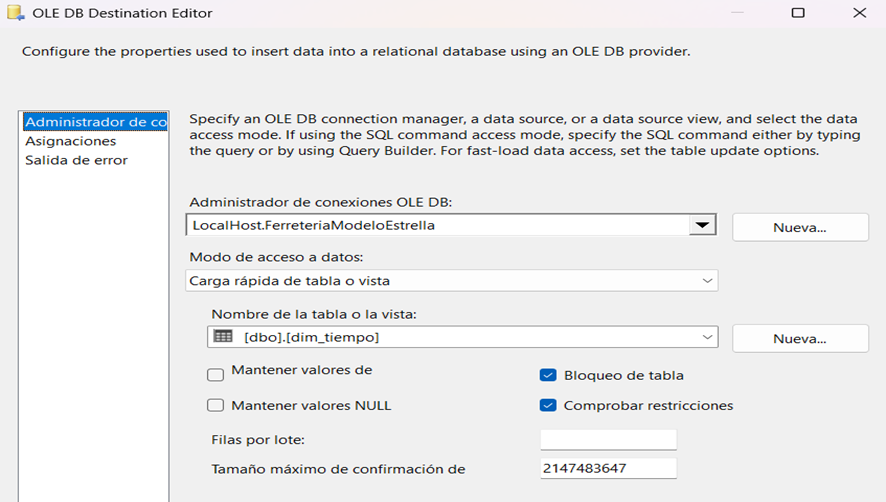 OLE DB Destination Editor
Configure the properties used to insert data into a relational database using an OLE DB provider.
Administrador de co
Asignaciones
Salida de error
Specify an OLE DB connection manager, a data source, or a data source view, and select the data
access mode. If using the SQL command access mode, specify the SQL command either by typing
the query or by using Query Builder. For fast-load data access, set the table update options.
Administrador de conexiones OLE DB:
LocalHost.FerreteriaModeloEstrella
Nueva...
Modo de acceso a datos:
Carga rápida de tabla o vista
Nombre de la tabla o la vista:
[dbo].[dim_tiempo]
Nueva...
Mantener valores de
Bloqueo de tabla
Mantener valores NULL
Comprobar restricciones
Filas por lote:
Tamaño máximo de confirmación de
2147483647